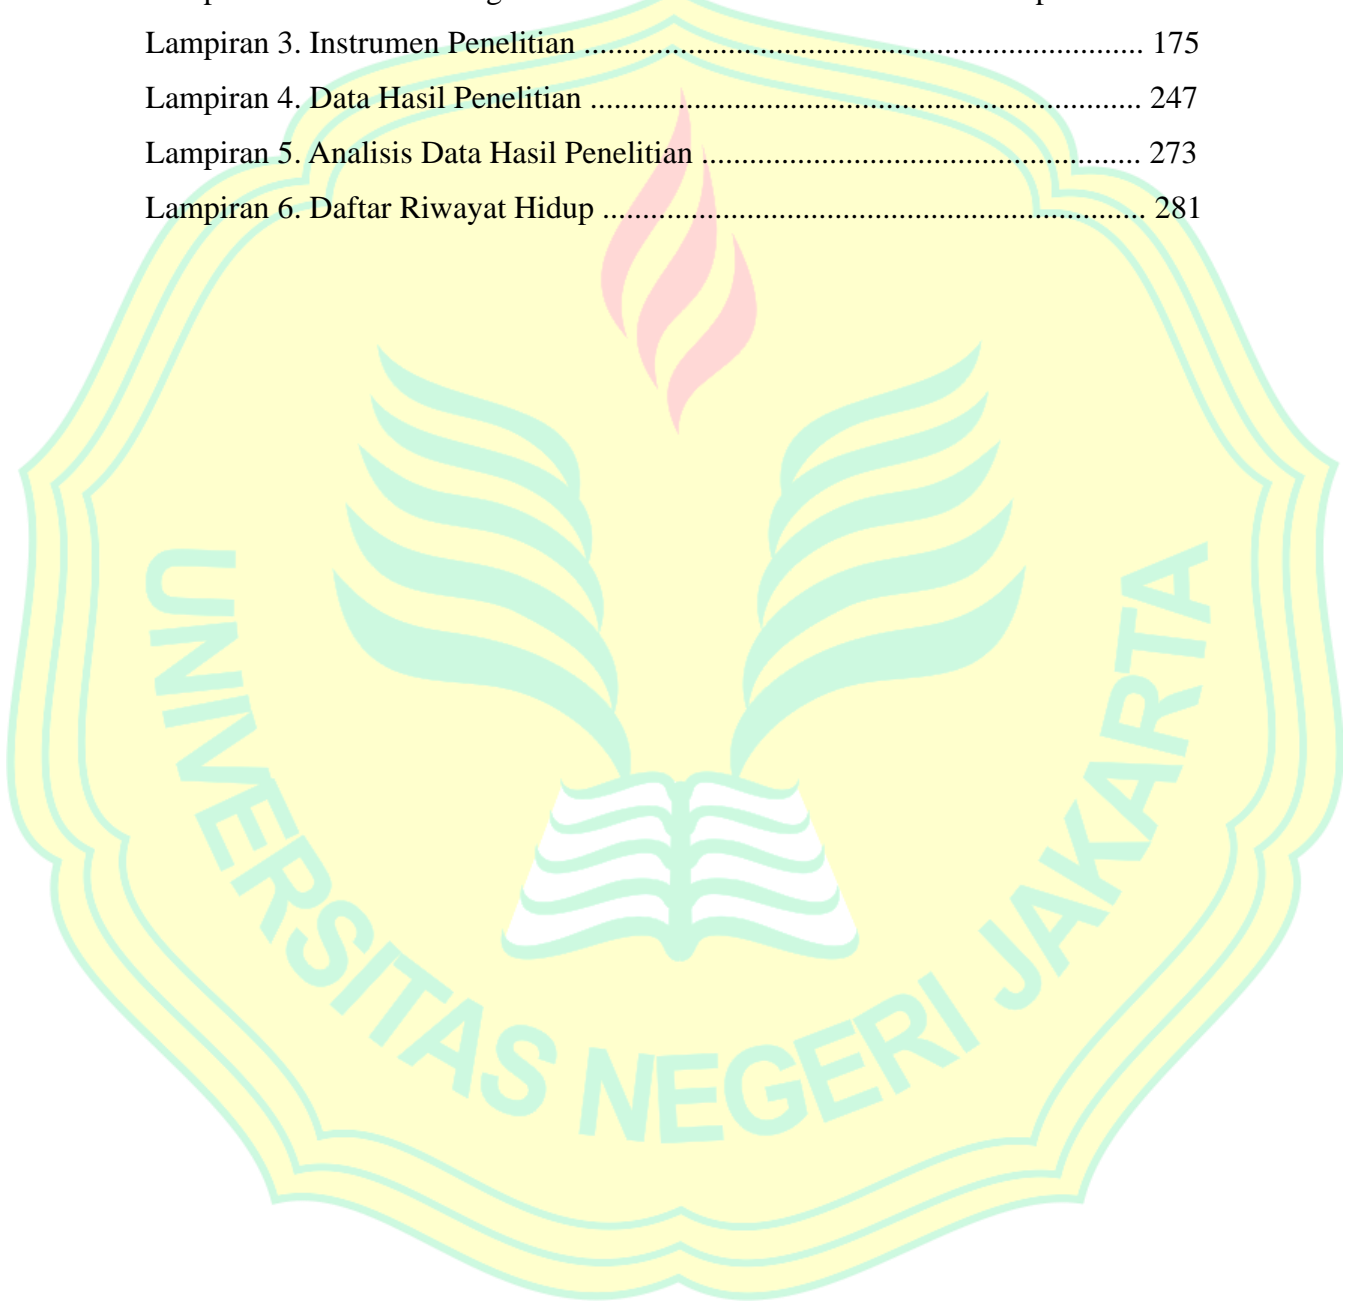 Lampiran 3. Instrumen Penelitian ...................................................................... 175
Lampiran 4. Data Hasil Penelitian ..................................................................... 247
Lampiran 5. Analisis Data Hasil Penelitian ....................................................... 273
Lampiran 6. Daftar Riwayat Hidup .................................................................... 281
UNIVERSITAS NEGERI JAKARTA